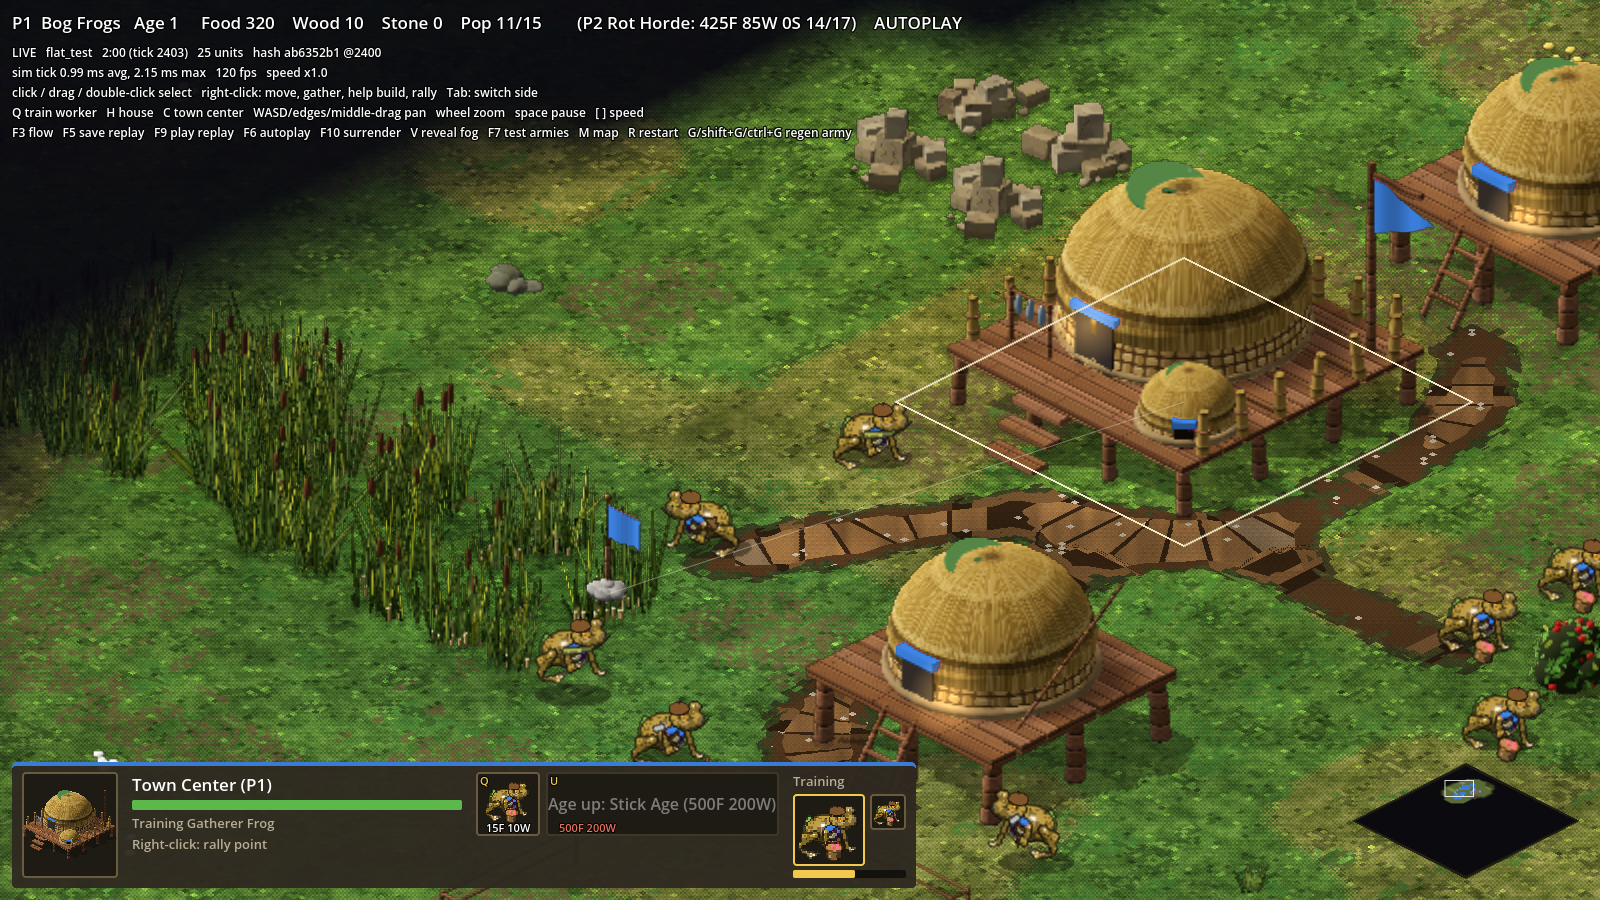 P1 Bog Frogs Age 1 Food 320 Wood 10 Stone 0 Pop 11/15 (P2 Rot Horde: 425F 85W 0S 14/17) AUTOPLAY
LIVE flat_test 2:00 (tick 2403) 25 units hash ab6352b1 @2400
sim tick 0.99 ms avg, 2.15 ms max 120 fps speed x1.0
click / drag / double-click select right-click: move, gather, help build, rally Tab: switch side
Q train worker H house C town center WASD/edges/middle-drag pan wheel zoom space pause [ ] speed
F3 flow F5 save replay F9 play replay F6 autoplay F10 surrender V reveal fog F7 test armies M map R restart G/shift+G/ctrl+G regen army
Town Center (P1)
Training Gatherer Frog
Right-click: rally point
Q
15F 10W
U
Age up: Stick Age (500F 200W)
500F 200W
Training